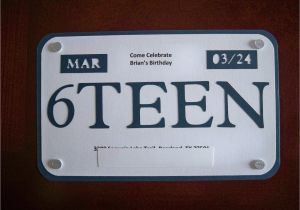 Come Celebrate
MAR 03/24
Brian's Birthday
6TEEN